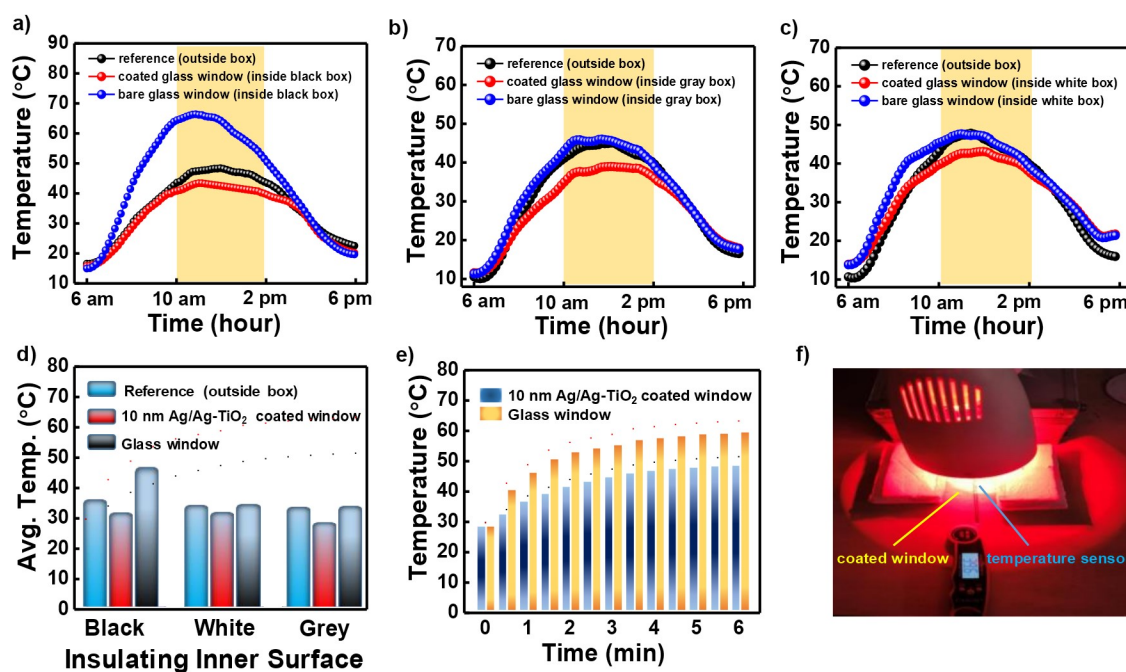 a)
Temperature (°C)
90
80
70
60
50
40
30
20
10
reference (outside box)
coated glass window (inside black box)
bare glass window (inside black box)
6 am
10 am
2 pm
6 pm
Time (hour)
b)
Temperature (°C)
70
60
50
40
30
20
10
reference (outside box)
coated glass window (inside gray box)
bare glass window (inside gray box)
6 am
10 am
2 pm
6 pm
Time (hour)
c)
Temperature (°C)
70
60
50
40
30
20
10
reference (outside box)
coated glass window (inside white box)
bare glass window (inside white box)
6 am
10 am
2 pm
6 pm
Time (hour)
d)
Avg. Temp. (°C)
80
70
60
50
40
30
20
10
0
Reference (outside box)
10 nm Ag/Ag-TiO₂ coated window
Glass window
Black
White
Grey
Insulating Inner Surface
e)
Temperature (°C)
80
70
60
50
40
30
20
10
0
10 nm Ag/Ag-TiO₂ coated window
Glass window
0
1
2
3
4
5
6
Time (min)
f)
coated window
temperature sensor